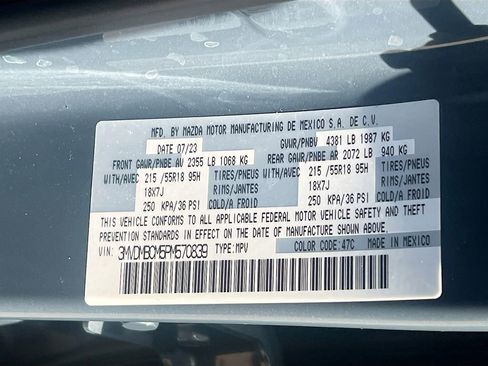 MFD. BY MAZDA MOTOR MANUFACTURING DE MEXICO S.A. DE C.V.
DATE 07/23 GVWR/PNBV 4381 LB 1987 KG
FRONT GAWR/PNBE AV 2355 LB 1068 KG REAR GAWR/PNBE AR 2072 LB 940 KG
WITH/AVEC 215 /55R18 95H TIRES/PNEUS WITH/AVEC 215 /55R18 95H TIRES/PNEUS
18X7J RIMS/JANTES 18X7J RIMS/JANTES
250 KPA/36 PSI COLD/A FROID 250 KPA/36 PSI COLD/A FROID
THIS VEHICLE CONFORMS TO ALL APPLICABLE FEDERAL MOTOR VEHICLE SAFETY AND THEFT
PREVENTION STANDARDS IN EFFECT ON THE DATE OF MANUFACTURE SHOWN ABOVE.
VIN: 3MVDMBCM5PM570839 TYPE: MPV COLOR CODE: 47C MADE IN MEXICO